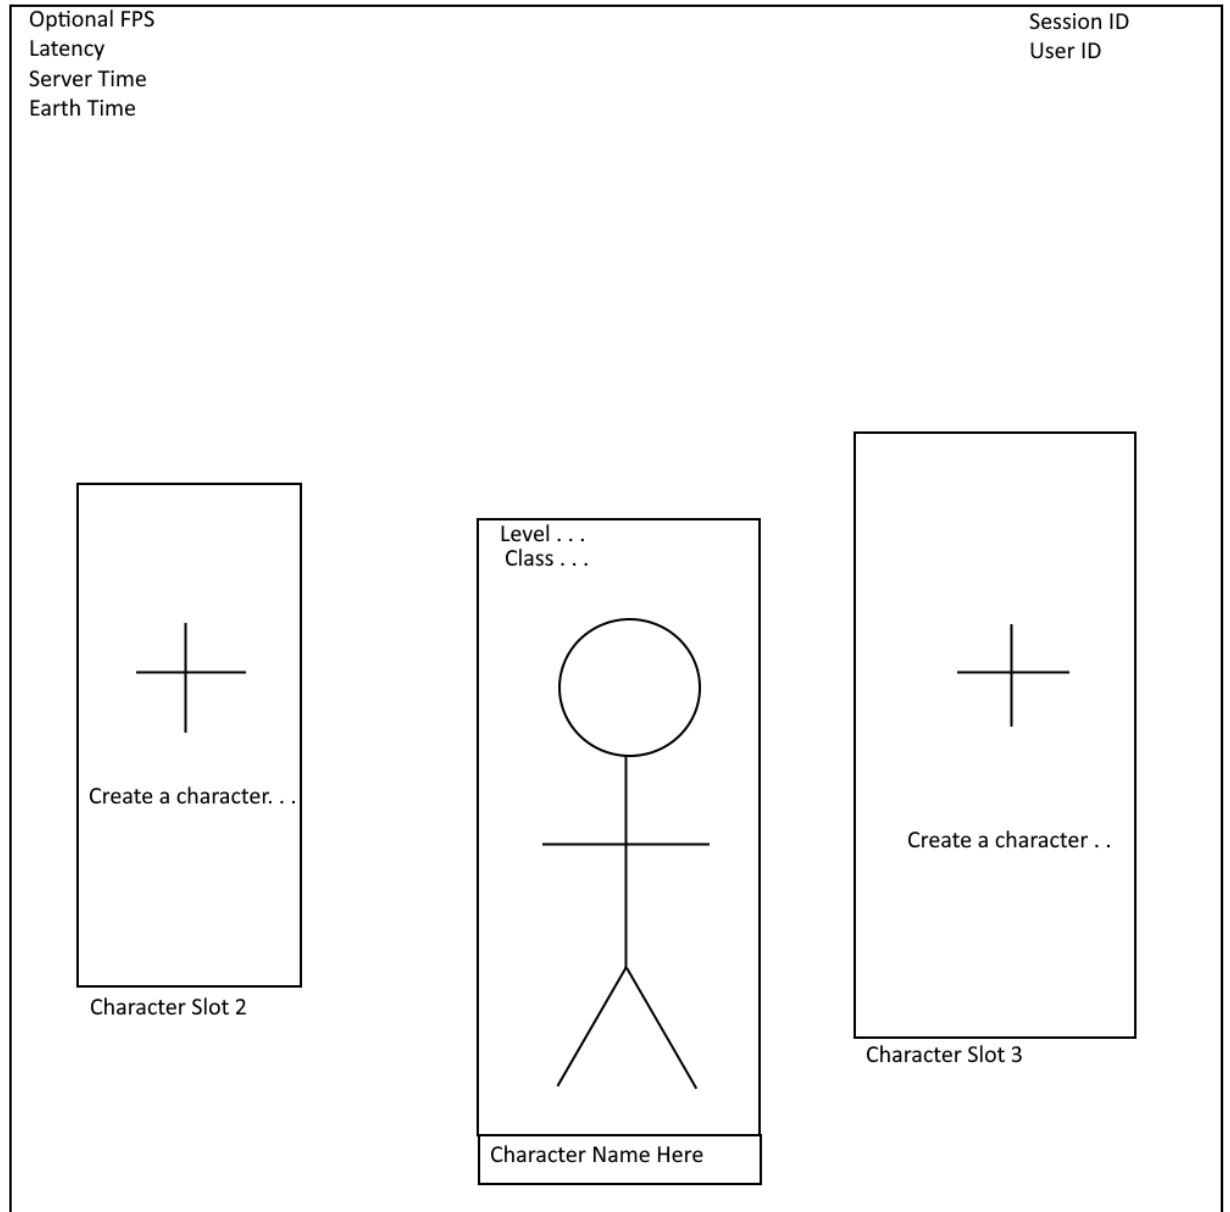 Optional FPS
Latency
Server Time
Earth Time
Session ID
User ID
Create a character. . .
Character Slot 2
Level . . .
Class . . .
Character Name Here
Create a character . .
Character Slot 3